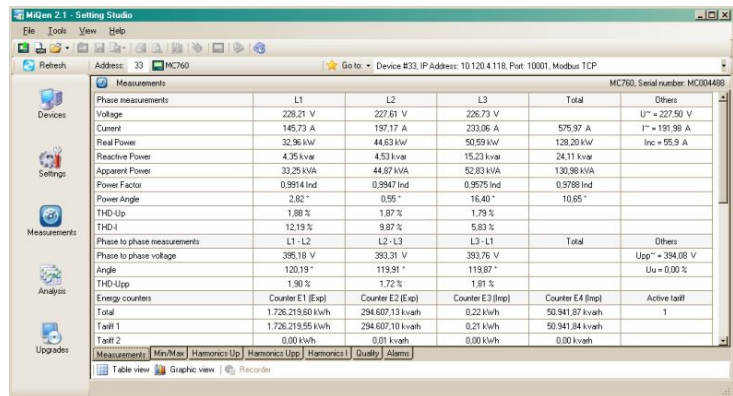 MiQen 2.1 - Setting Studio
File Tools View Help
Refresh Address: 33 MC760 Go to: Device #33, IP Address: 10.120.4.118, Port: 10001, Modbus TCP
Measurements MC760, Serial number: MC004488
Phase measurements L1 L2 L3 Total Others
Voltage 228,21 V 227,61 V 226,73 V U~ = 227,50 V
Current 145,73 A 197,17 A 233,06 A 575,97 A I~ = 191,98 A
Real Power 32,96 kW 44,63 kW 50,59 kW 128,20 kW Inc = 55,9 A
Reactive Power 4,35 kvar 4,53 kvar 15,23 kvar 24,11 kvar
Apparent Power 33,25 kVA 44,87 kVA 52,83 kVA 130,98 kVA
Power Factor 0,9914 Ind 0,9947 Ind 0,9575 Ind 0,9788 Ind
Power Angle 2,82 ° 0,55 ° 16,40 ° 10,65 °
THD-Up 1,88 % 1,87 % 1,79 %
THD-I 12,19 % 9,87 % 5,83 %
Phase to phase measurements L1 - L2 L2 - L3 L3 - L1 Total Others
Phase to phase voltage 395,18 V 393,31 V 393,76 V Upp~ = 394,08 V
Angle 120,19 ° 119,91 ° 119,87 ° Uu = 0,00 %
THD-Upp 1,90 % 1,72 % 1,81 %
Energy counters Counter E1 (Exp) Counter E2 (Exp) Counter E3 (Imp) Counter E4 (Imp) Active tariff
Total 1.726.219,60 kWh 294.607,13 kvarh 0,22 kWh 50.941,87 kvarh 1
Tariff 1 1.726.219,55 kWh 294.607,10 kvarh 0,21 kWh 50.941,84 kvarh
Tariff 2 0,00 kWh 0,01 kvarh 0,00 kWh 0,00 kvarh
Devices
Settings
Measurements
Analysis
Upgrades
Measurements Min/Max Harmonics Up Harmonics Upp Harmonics I Quality Alarms
Table view Graphic view Recorder